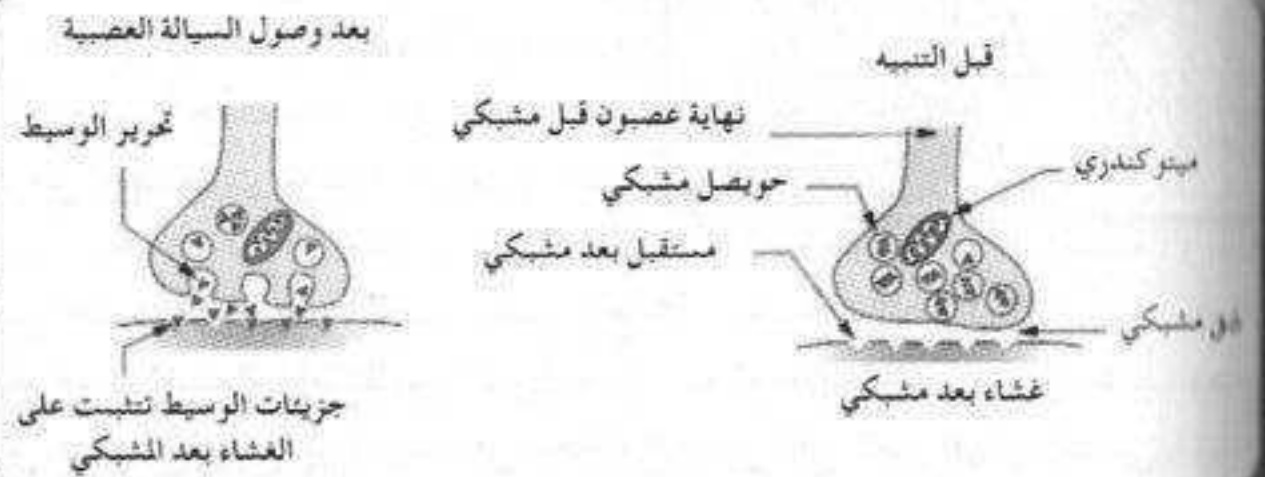 قبل التنبيه
نهاية عصبون قبل مشبكي
ميتوكندري
حويصل مشبكي
مستقبل بعد مشبكي
مشبكي
غشاء بعد مشبكي
بعد وصول السيالة العصبية
تحرير الوسيط
جزيئات الوسيط تتثبت على
الغشاء بعد المشبكي